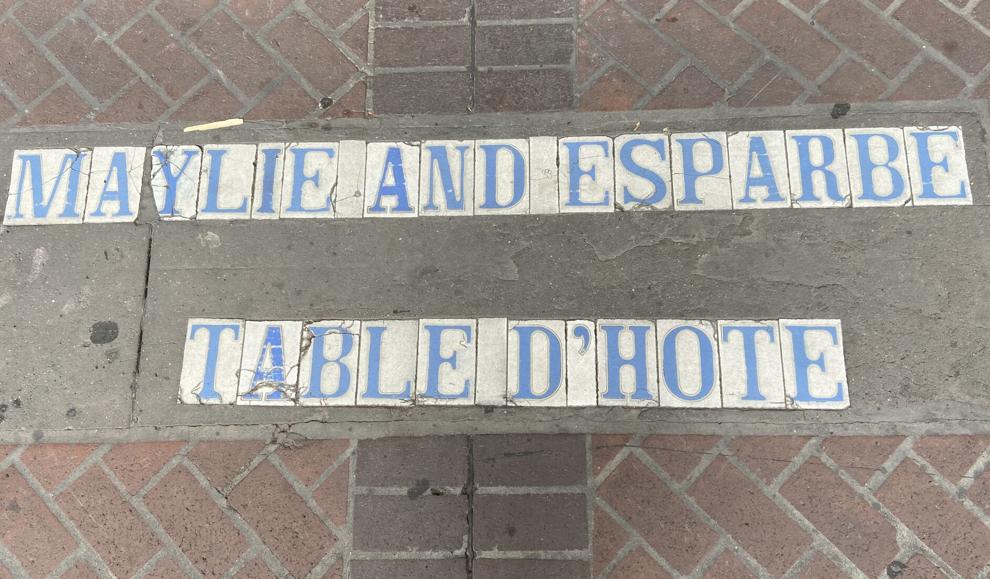 MAYLIE AND ESPARBE
TABLE D'HOTE